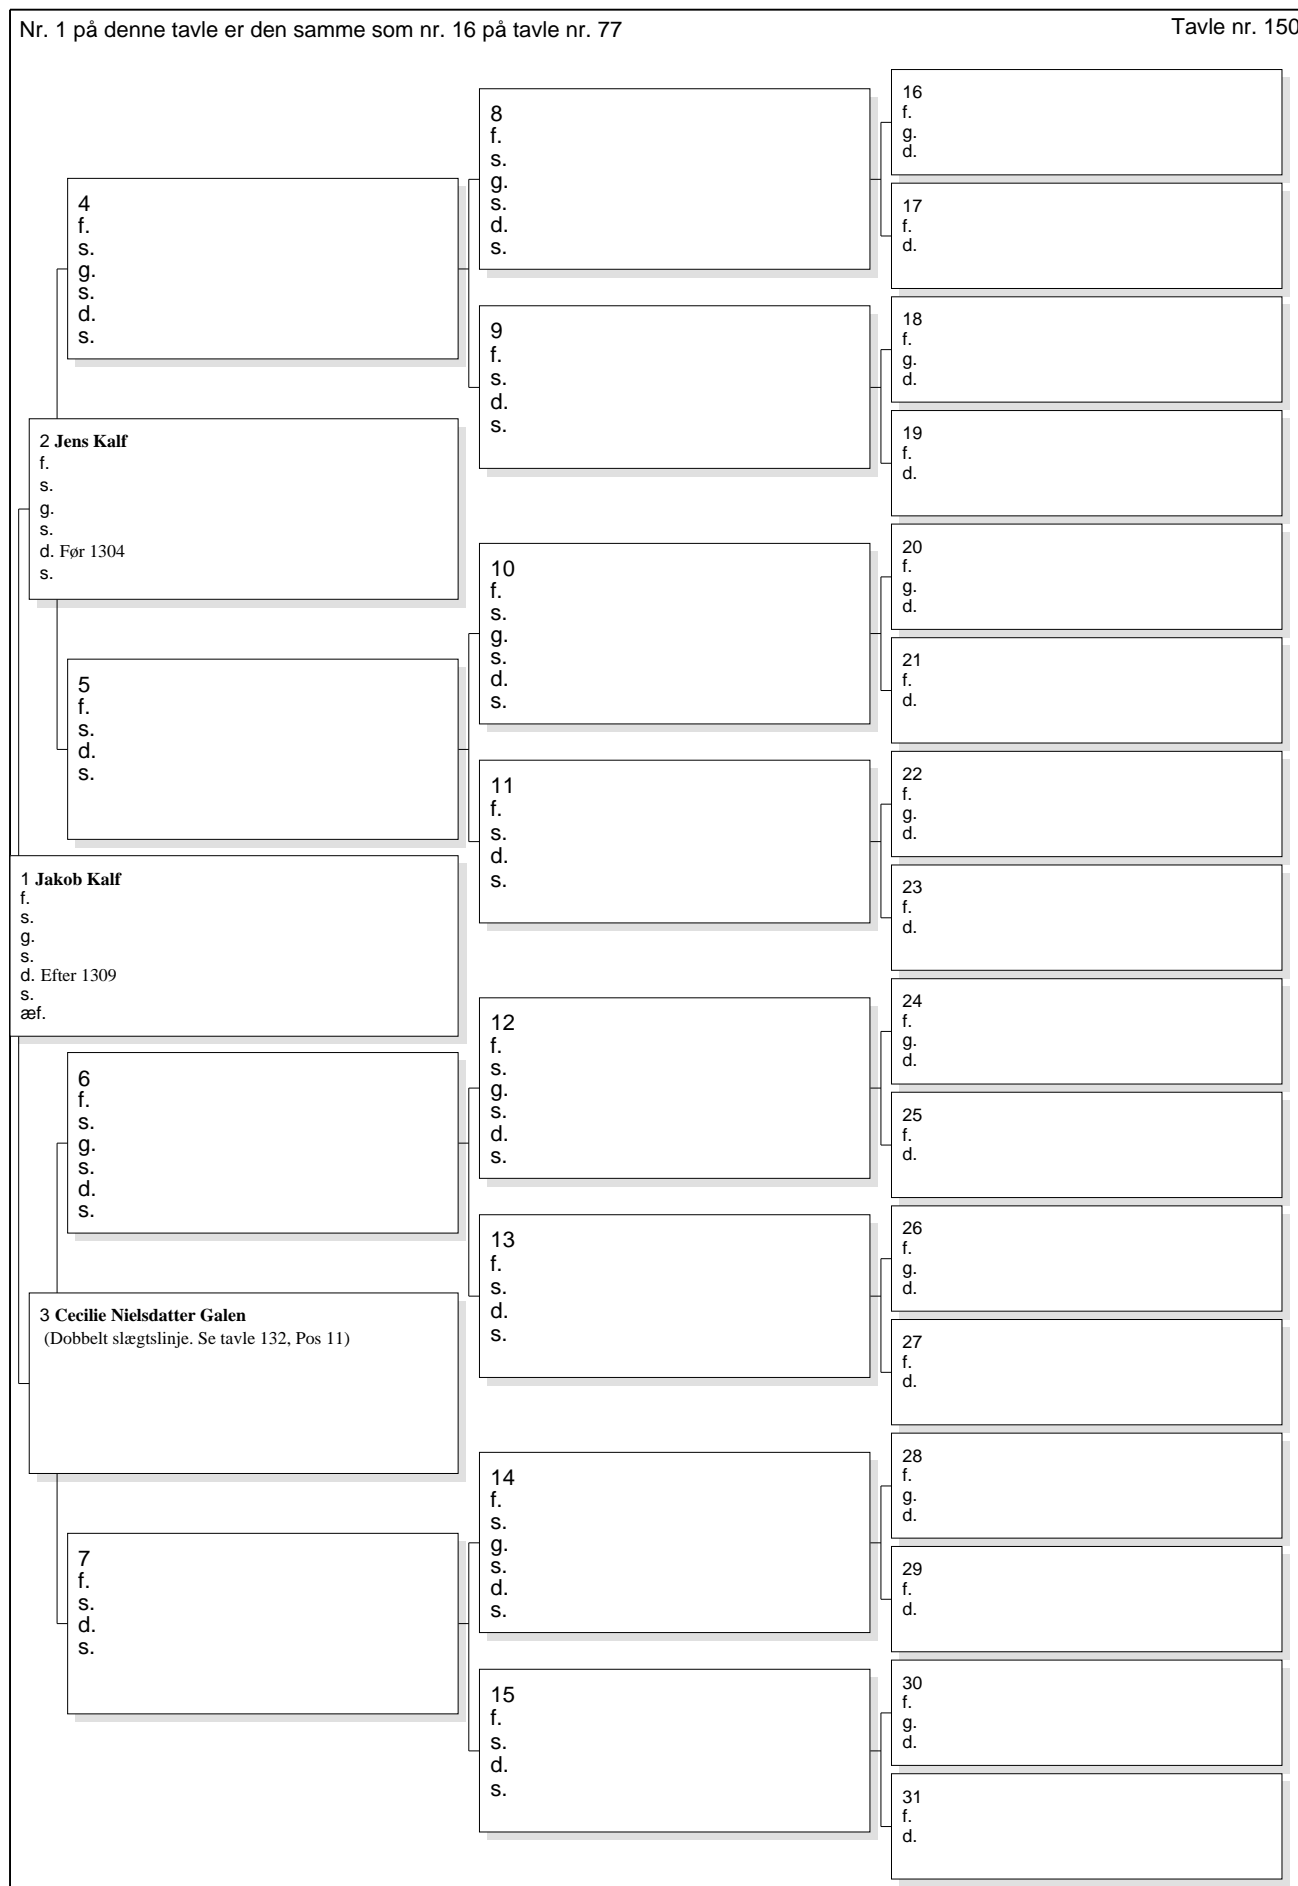 Nr. 1 på denne tavle er den samme som nr. 16 på tavle nr. 77
Tavle nr. 150
4
f.
s.
g.
s.
d.
s.
2 Jens Kalf
f.
s.
g.
s.
d. Før 1304
s.
5
f.
s.
d.
s.
1 Jakob Kalf
f.
s.
g.
s.
d. Efter 1309
s.
æf.
6
f.
s.
g.
s.
d.
s.
3 Cecilie Nielsdatter Galen
(Dobbelt slægtslinje. Se tavle 132, Pos 11)
7
f.
s.
d.
s.
8
f.
s.
g.
s.
d.
s.
9
f.
s.
d.
s.
10
f.
s.
g.
s.
d.
s.
11
f.
s.
d.
s.
12
f.
s.
g.
s.
d.
s.
13
f.
s.
d.
s.
14
f.
s.
g.
s.
d.
s.
15
f.
s.
d.
s.
16
f.
g.
d.
17
f.
d.
18
f.
g.
d.
19
f.
d.
20
f.
g.
d.
21
f.
d.
22
f.
g.
d.
23
f.
d.
24
f.
g.
d.
25
f.
d.
26
f.
g.
d.
27
f.
d.
28
f.
g.
d.
29
f.
d.
30
f.
g.
d.
31
f.
d.